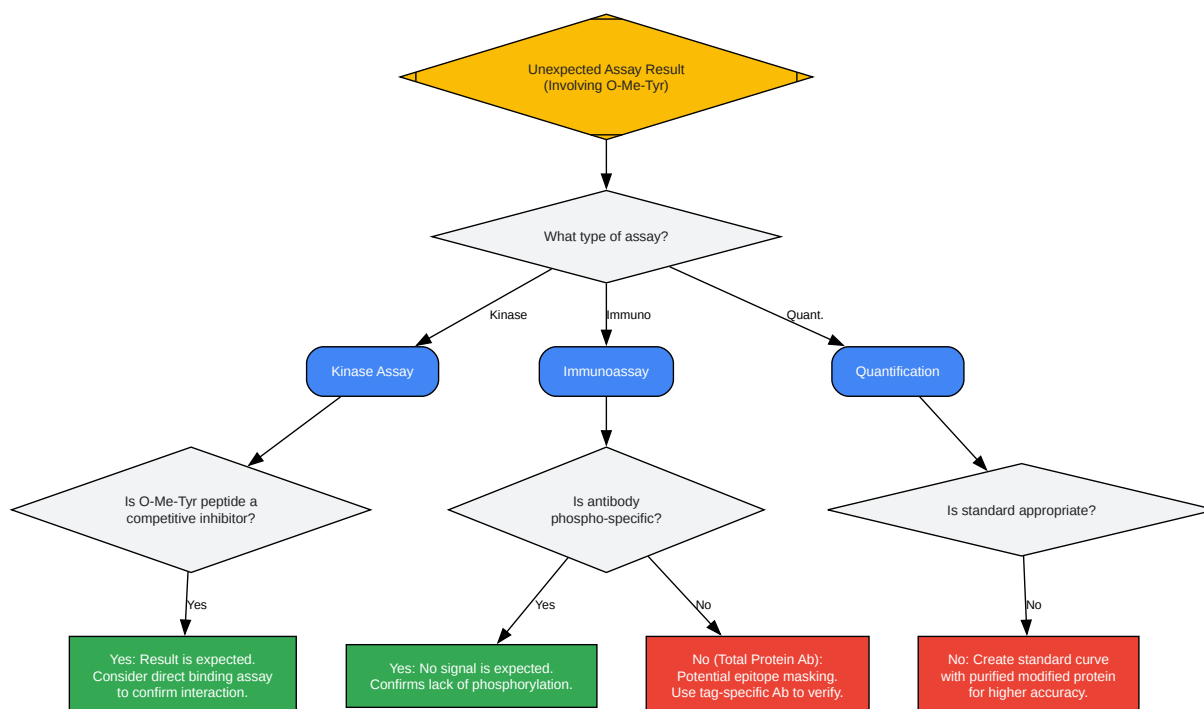 Unexpected Assay Result
(Involving O-Me-Tyr)
What type of assay?
Kinase
Immuno
Quant.
Kinase Assay
Immunoassay
Quantification
Is O-Me-Tyr peptide a
competitive inhibitor?
Is antibody
phospho-specific?
Is standard appropriate?
Yes
Yes
No
No
Yes: Result is expected.
Consider direct binding assay
to confirm interaction.
Yes: No signal is expected.
Confirms lack of phosphorylation.
No (Total Protein Ab):
Potential epitope masking.
Use tag-specific Ab to verify.
No: Create standard curve
with purified modified protein
for higher accuracy.